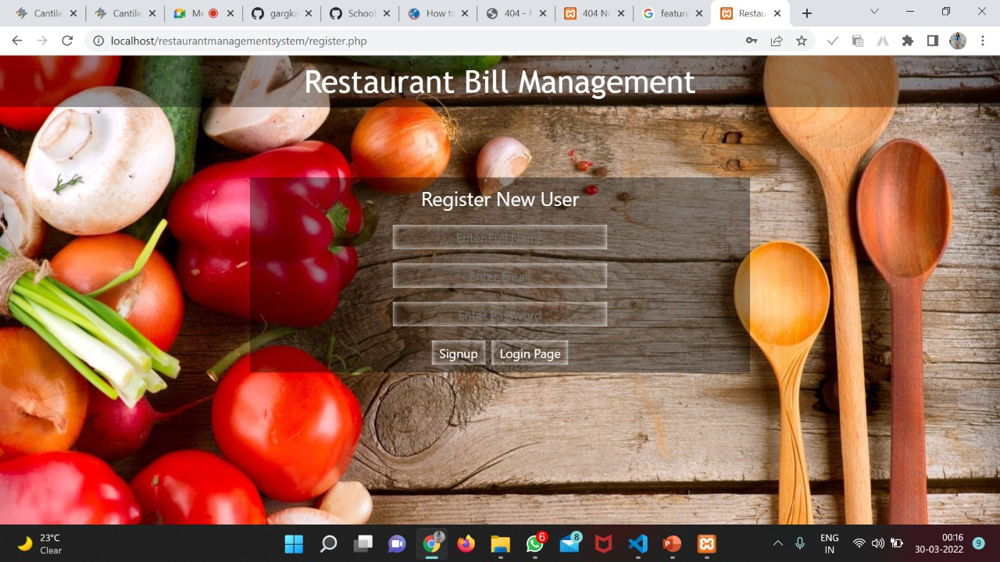 Cantile
Cantile
Me
gargka
School
How to
404 - N
404 No
feature
Restau
localhost/restaurantmanagementsystem/register.php
Restaurant Bill Management
Register New User
Enter Full Name
Enter Email
Enter Password
Signup
Login Page
23°C
Clear
6
8
ENG
IN
00:16
30-03-2022
9